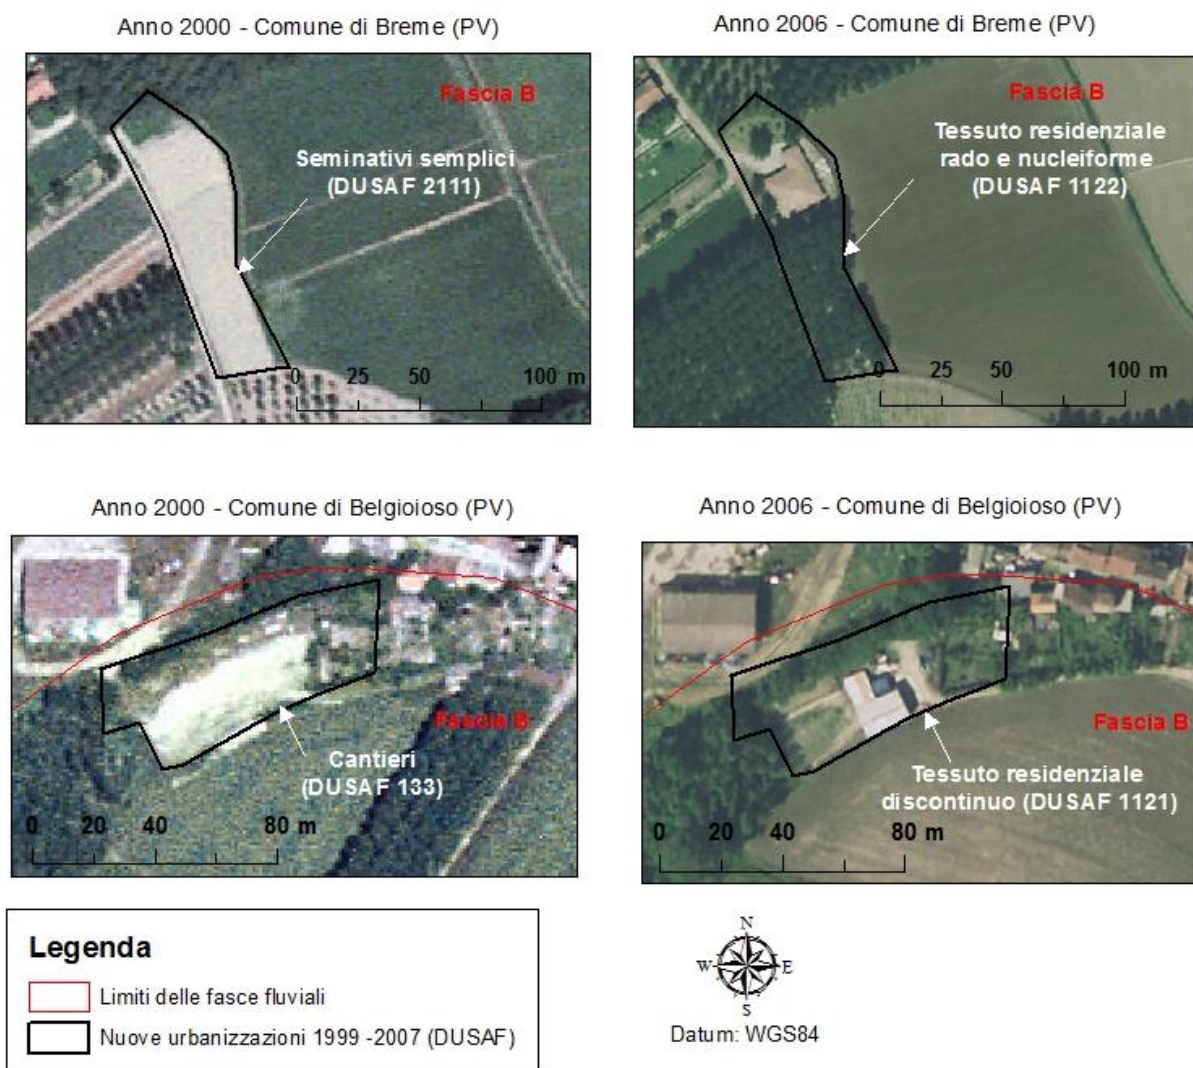 Anno 2000 - Comune di Breme (PV)
Anno 2006 - Comune di Breme (PV)
Fascia B
Seminativi semplici
(DUSAF 2111)
0 25 50 100 m
Fascia B
Tessuto residenziale
rado e nucleiforme
(DUSAF 1122)
0 25 50 100 m
Anno 2000 - Comune di Belgioioso (PV)
Anno 2006 - Comune di Belgioioso (PV)
Fascia B
Cantieri
(DUSAF 133)
0 20 40 80 m
Fascia B
Tessuto residenziale
discontinuo (DUSAF 1121)
0 20 40 80 m
Legenda
Limiti delle fasce fluviali
Nuove urbanizzazioni 1999 -2007 (DUSAF)
N
W E
S
Datum: WGS84